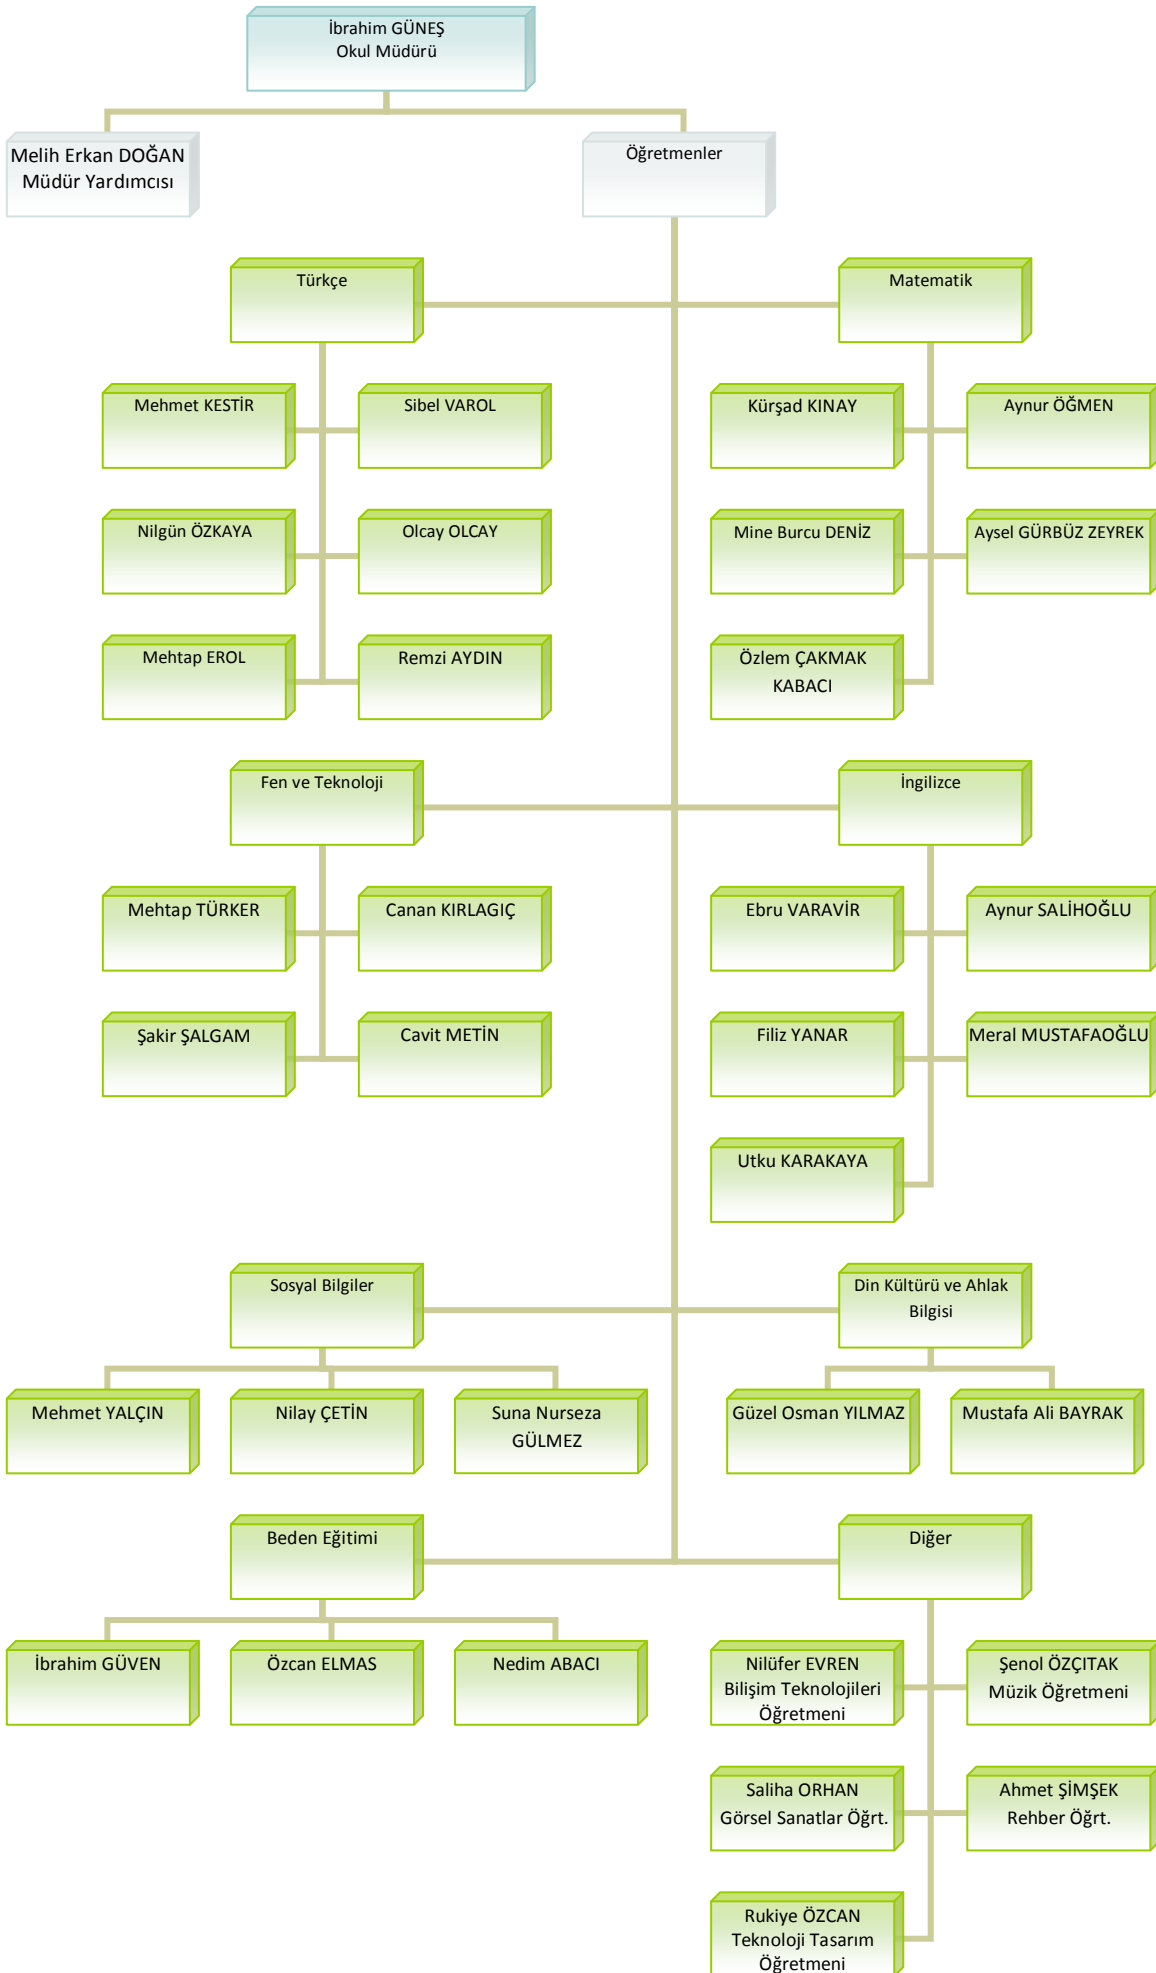 İbrahim GÜNEŞ
Okul Müdürü
Melih Erkan DOĞAN
Müdür Yardımcısı
Öğretmenler
Türkçe
Matematik
Mehmet KESTİR
Sibel VAROL
Kürşad KINAY
Aynur ÖĞMEN
Nilgün ÖZKAYA
Olcay OLCAY
Mine Burcu DENİZ
Aysel GÜRBÜZ ZEYREK
Mehtap EROL
Remzi AYDIN
Özlem ÇAKMAK
KABACI
Fen ve Teknoloji
İngilizce
Mehtap TÜRKER
Canan KIRLAGIÇ
Ebru VARAVİR
Aynur SALİHOĞLU
Şakir ŞALGAM
Cavit METİN
Filiz YANAR
Meral MUSTAFAOĞLU
Utku KARAKAYA
Sosyal Bilgiler
Din Kültürü ve Ahlak
Bilgisi
Mehmet YALÇIN
Nilay ÇETİN
Suna Nurseza
GÜLMEZ
Güzel Osman YILMAZ
Mustafa Ali BAYRAK
Beden Eğitimi
Diğer
İbrahim GÜVEN
Özcan ELMAS
Nedim ABACI
Nilüfer EVREN
Bilişim Teknolojileri
Öğretmeni
Şenol ÖZÇITAK
Müzik Öğretmeni
Saliha ORHAN
Görsel Sanatlar Öğrt.
Ahmet ŞİMŞEK
Rehber Öğrt.
Rukiye ÖZCAN
Teknoloji Tasarım
Öğretmeni